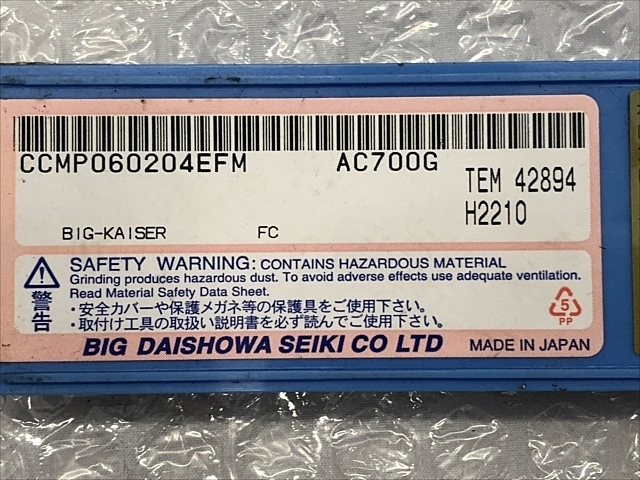 CCMP060204EFM AC700G
TEM 42894
H2210
BIG-KAISER FC
SAFETY WARNING: CONTAINS HAZARDOUS MATERIAL
Grinding produces hazardous dust. To avoid adverse effects use adequate ventilation.
Read Material Safety Data Sheet.
警告
・安全カバーや保護メガネ等の保護具をご使用下さい。
・取付け工具の取扱い説明書を必ず読んでご使用下さい。
5
PP
BIG DAISHOWA SEIKI CO LTD MADE IN JAPAN